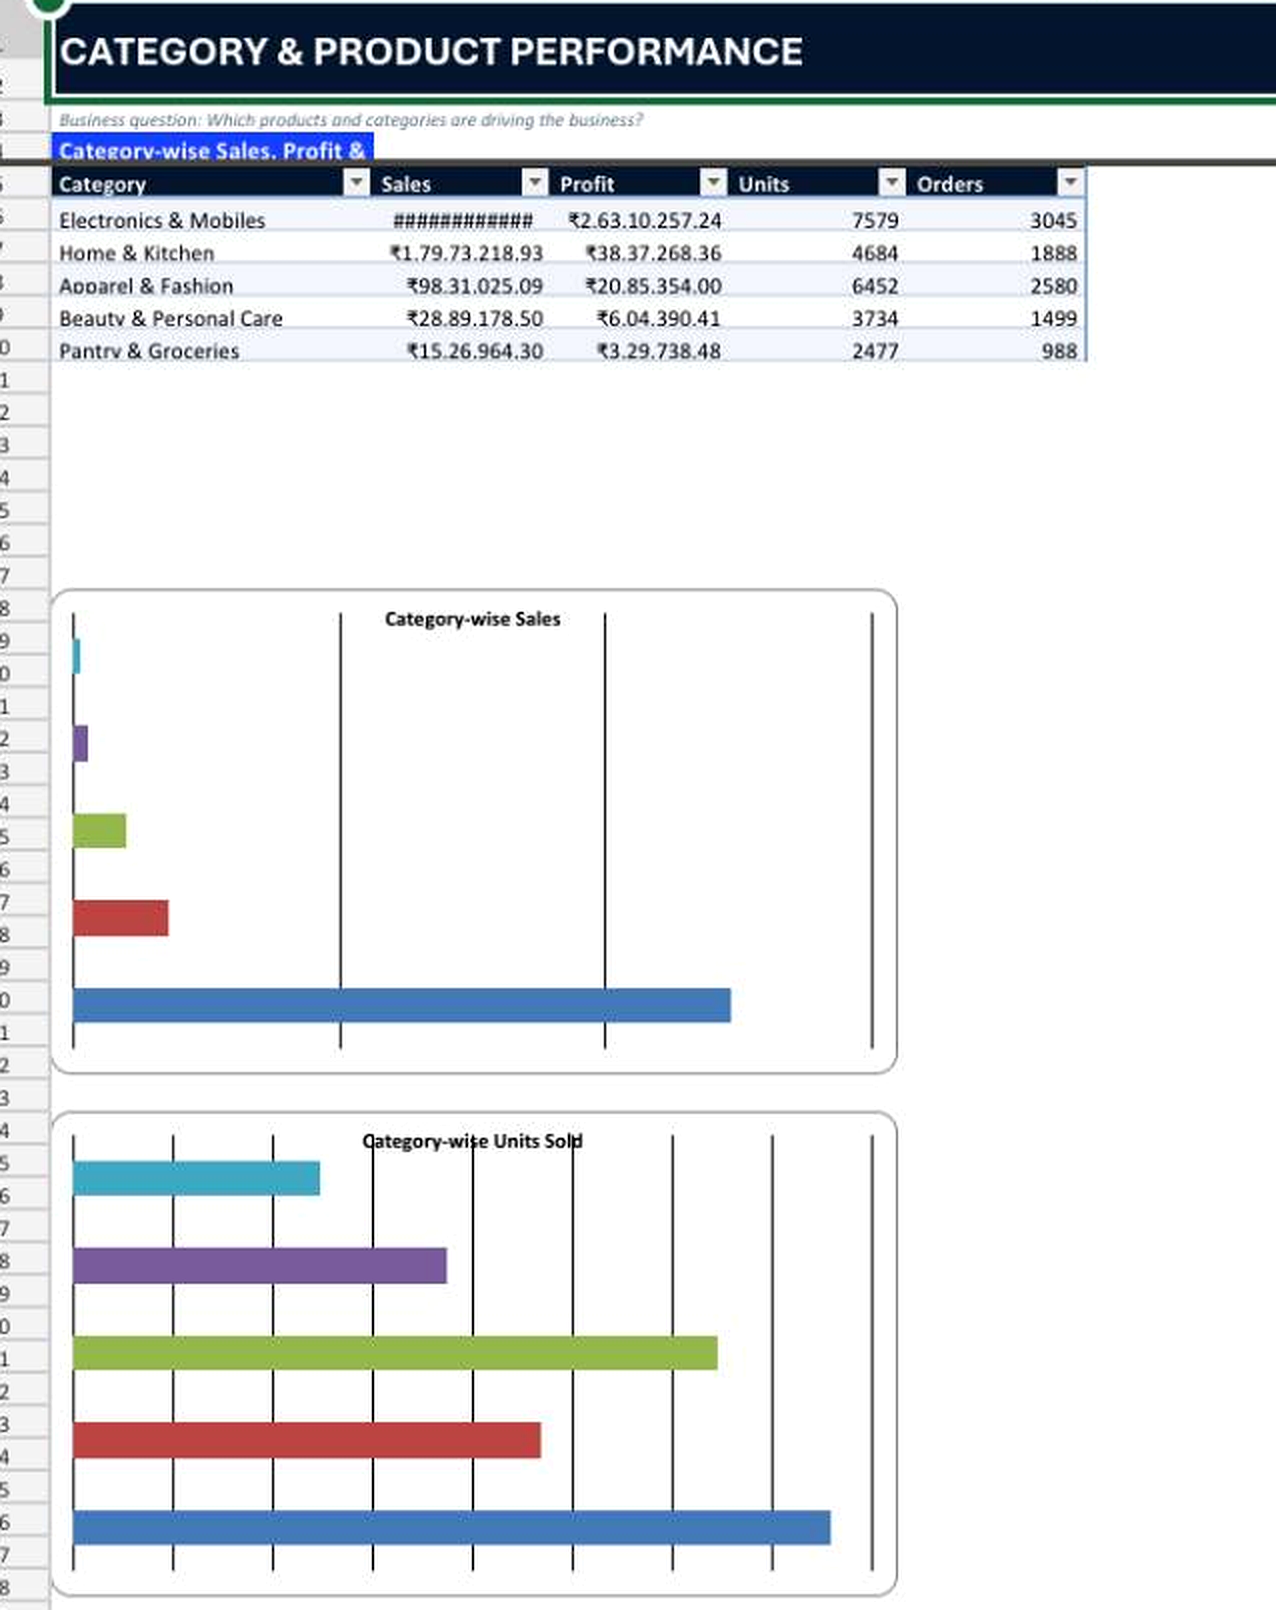 CATEGORY & PRODUCT PERFORMANCE
Business question: Which products and categories are driving the business?
Category-wise Sales, Profit &
Category Sales Profit Units Orders
Electronics & Mobiles ############ ₹2,63,10,257.24 7579 3045
Home & Kitchen ₹1,79,73,218.93 ₹38,37,268.36 4684 1888
Apparel & Fashion ₹98,31,025.09 ₹20,85,354.00 6452 2580
Beauty & Personal Care ₹28,89,178.50 ₹6,04,390.41 3734 1499
Pantry & Groceries ₹15,26,964.30 ₹3,29,738.48 2477 988
Category-wise Sales
Category-wise Units Sold